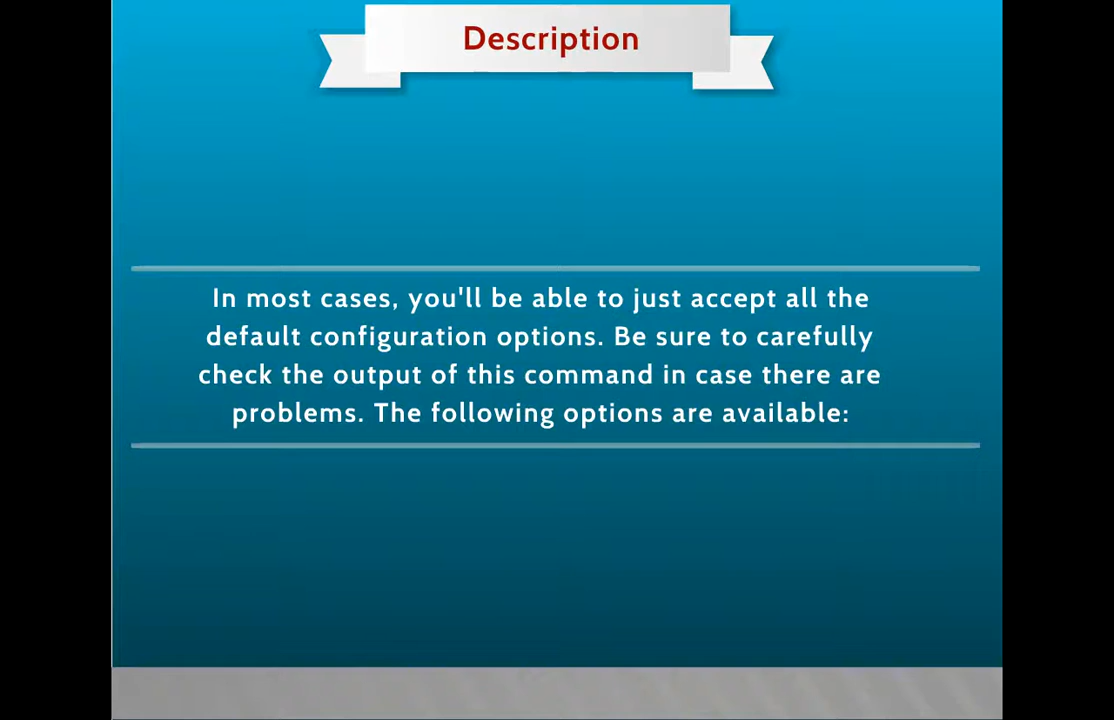 Description
In most cases, you'll be able to just accept all the
default configuration options. Be sure to carefully
check the output of this command in case there are
problems. The following options are available: